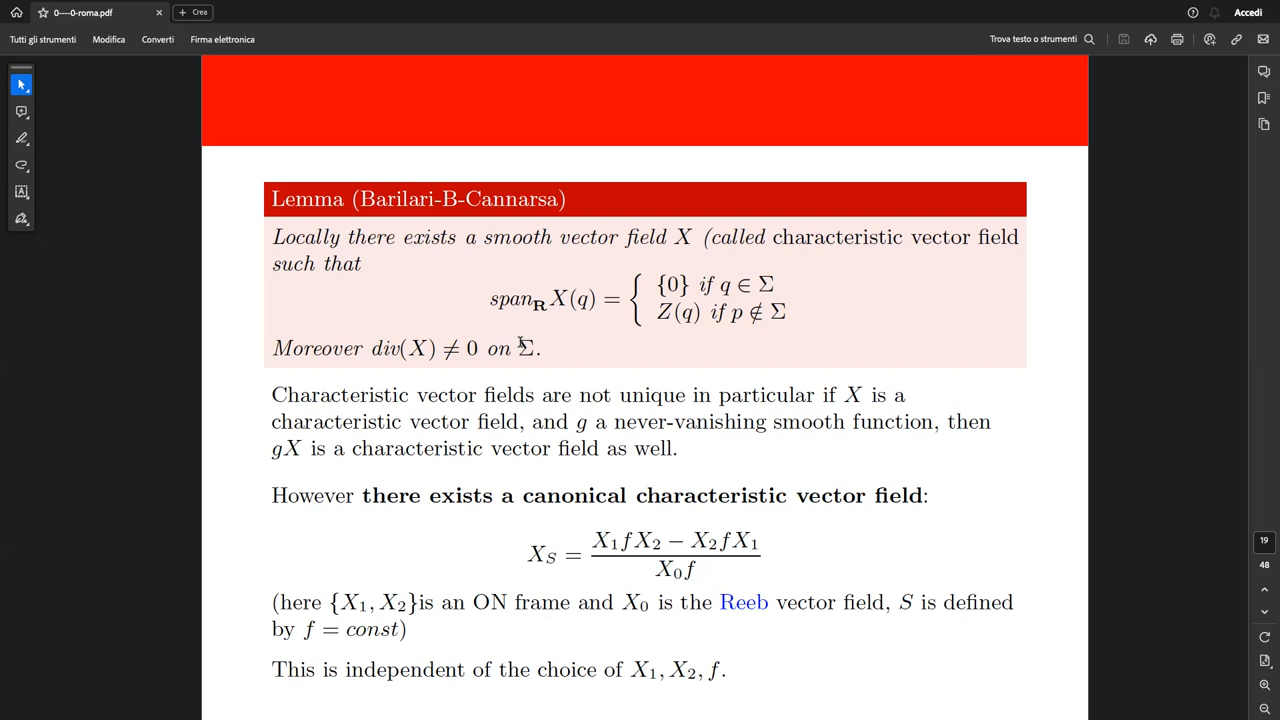 0----0-roma.pdf
Crea
Accedi
Tutti gli strumenti Modifica Converti Firma elettronica Trova testo o strumenti
Lemma (Barilari-B-Cannarsa)
Locally there exists a smooth vector field X (called characteristic vector field
such that
span_R X(q) = { {0} if q ∈ Σ
Z(q) if p ∉ Σ
Moreover div(X) ≠ 0 on Σ.
Characteristic vector fields are not unique in particular if X is a
characteristic vector field, and g a never-vanishing smooth function, then
gX is a characteristic vector field as well.
However there exists a canonical characteristic vector field:
X_S = (X_1 f X_2 − X_2 f X_1) / (X_0 f)
(here {X_1, X_2}is an ON frame and X_0 is the Reeb vector field, S is defined
by f = const)
This is independent of the choice of X_1, X_2, f.
19
48